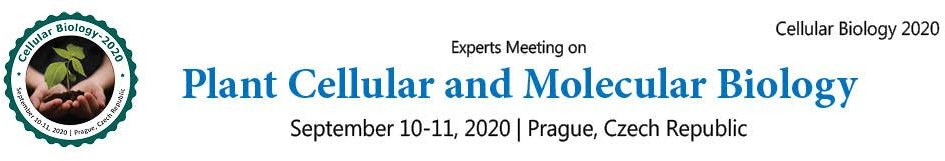 Cellular Biology-2020
September 10-11, 2020 | Prague, Czech Republic
Cellular Biology 2020
Experts Meeting on
Plant Cellular and Molecular Biology
September 10-11, 2020 | Prague, Czech Republic